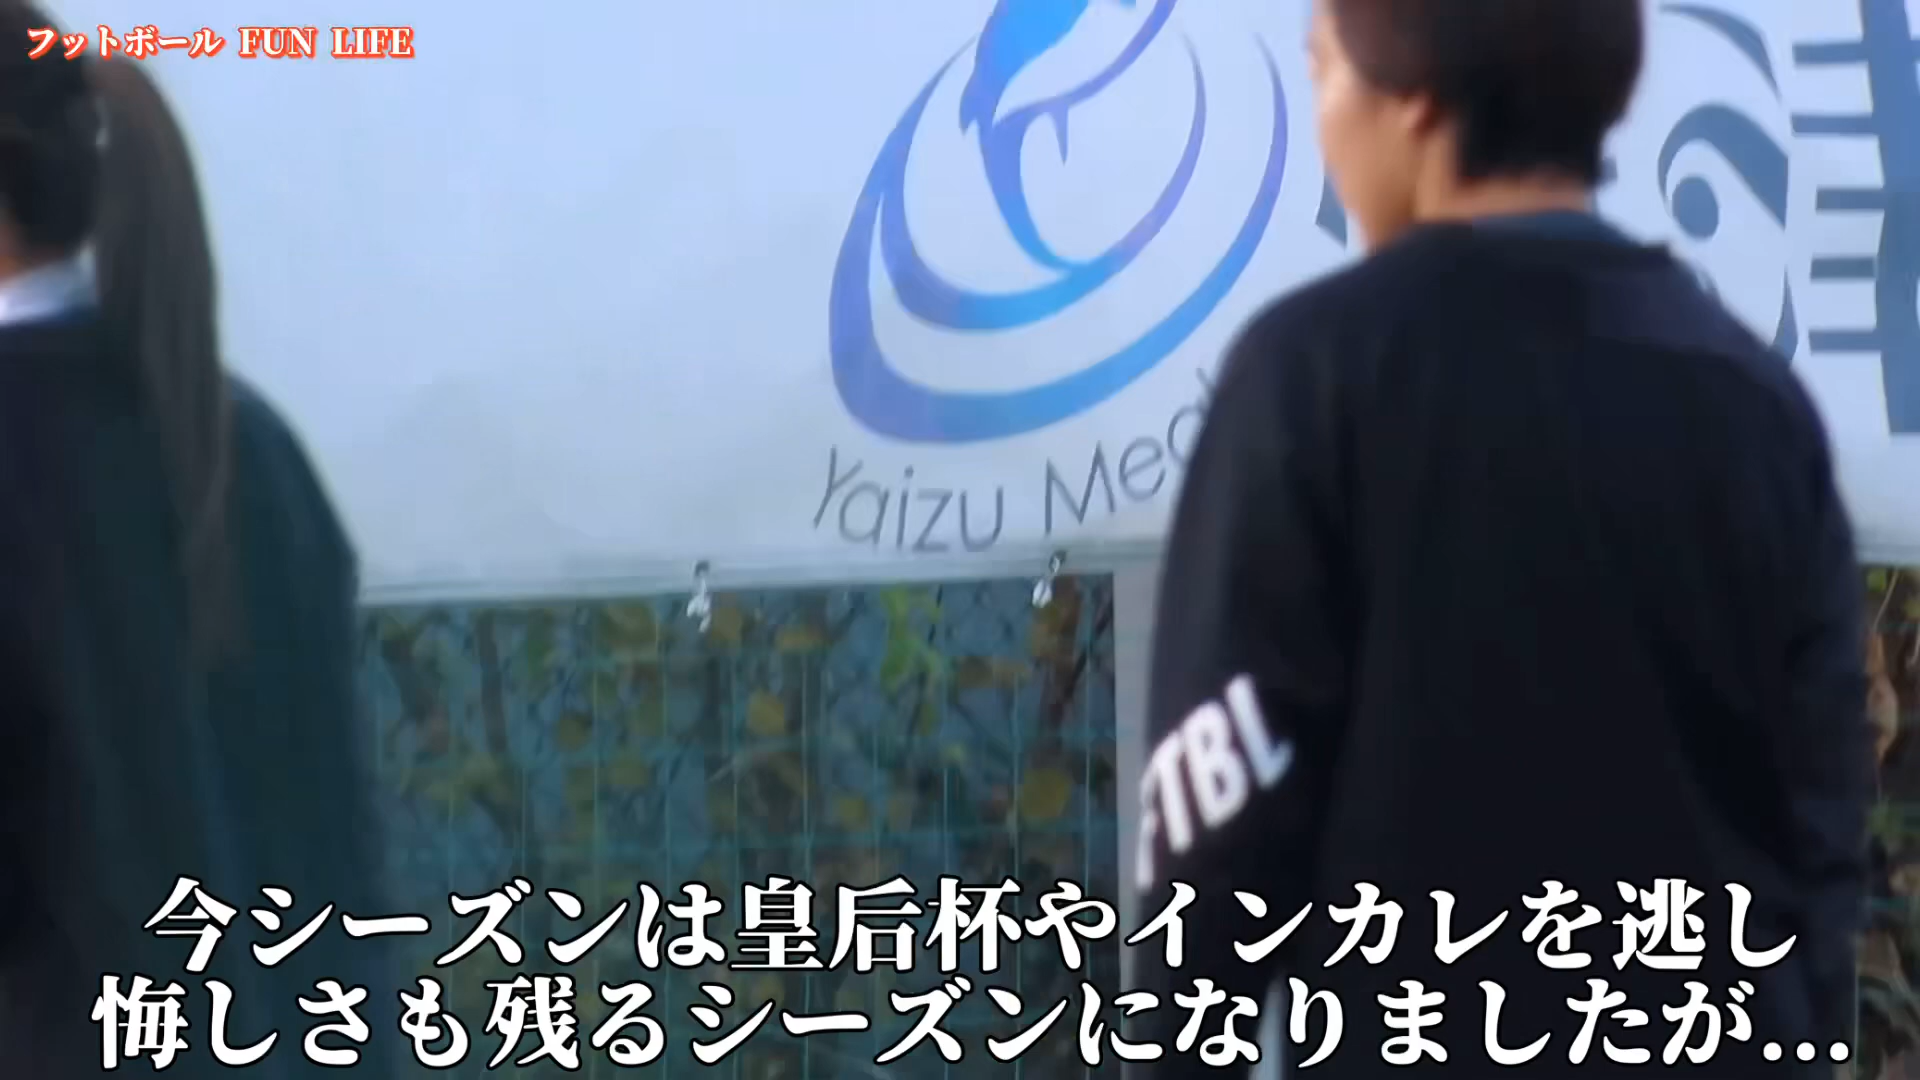 フットボール FUN LIFE
Yaizu
TBL
今シーズンは皇后杯やインカレを逃し
悔しさも残るシーズンになりましたが...